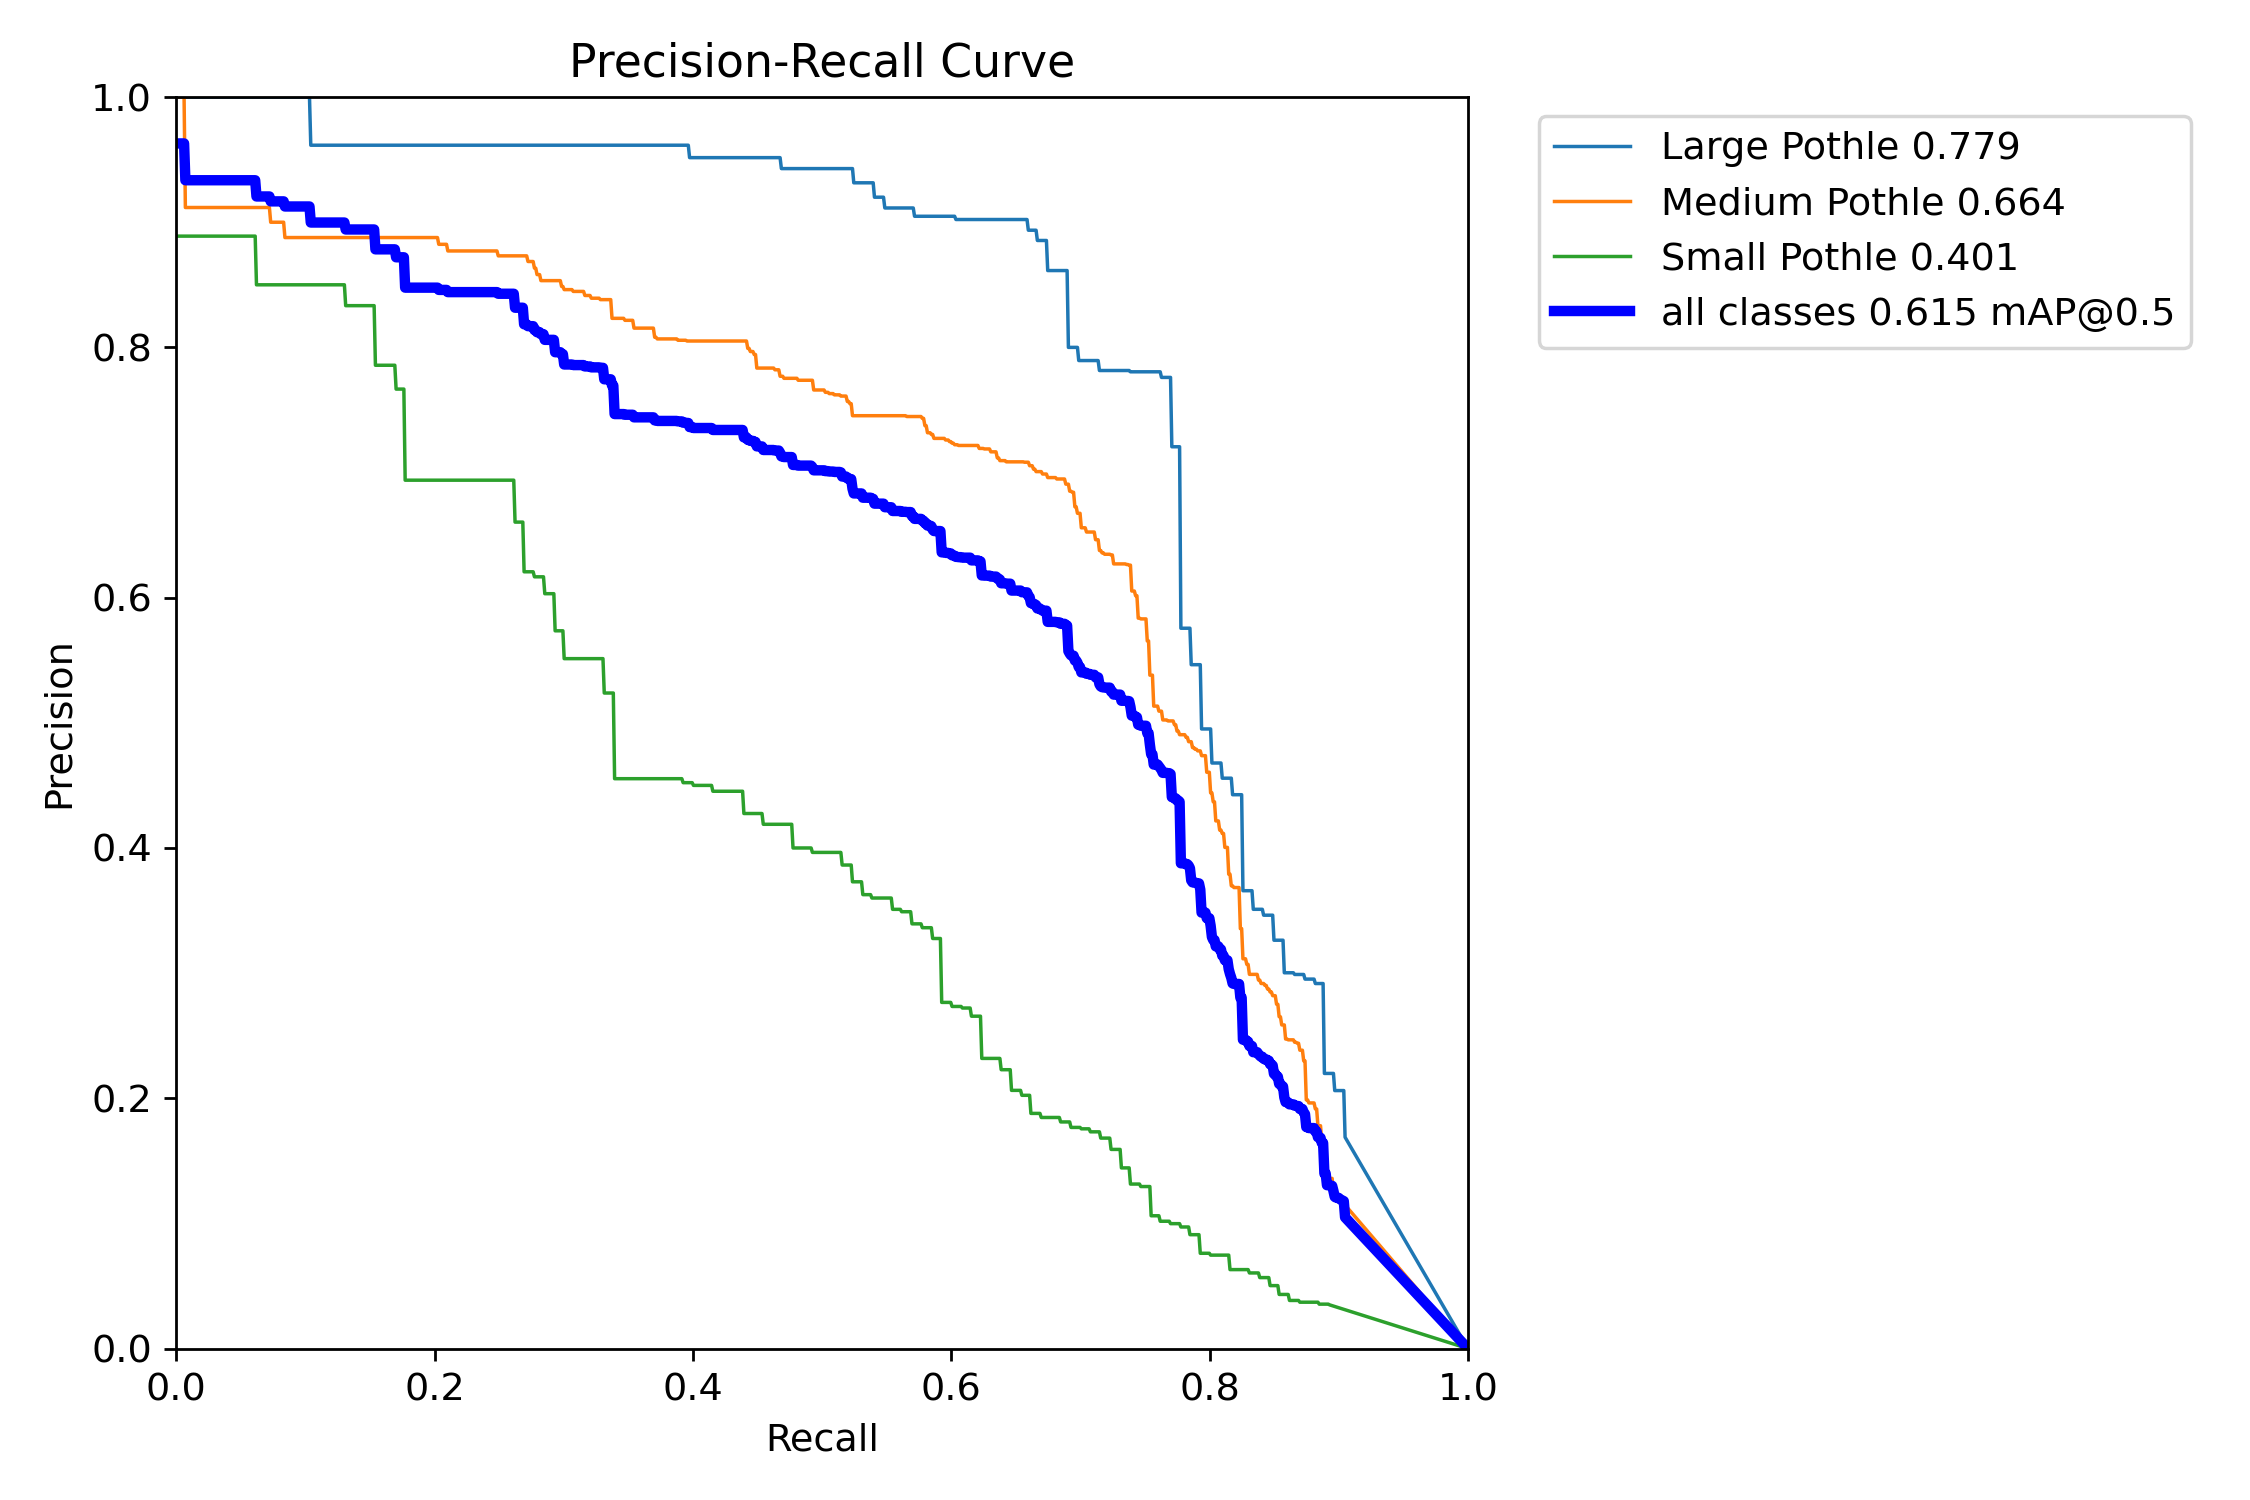 Precision-Recall Curve
1.0
0.8
0.6
0.4
0.2
0.0
Precision
0.0 0.2 0.4 0.6 0.8 1.0
Recall
Large Pothle 0.779
Medium Pothle 0.664
Small Pothle 0.401
all classes 0.615 mAP@0.5